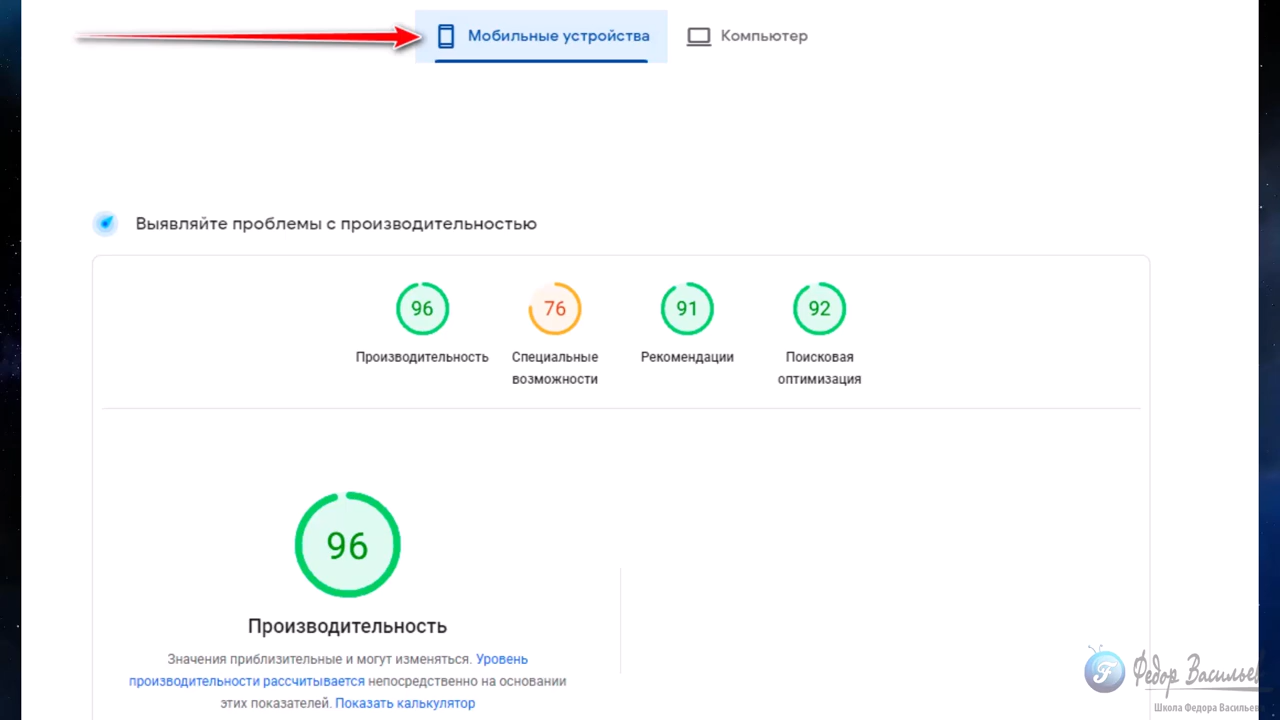 Мобильные устройства
Компьютер
Выявляйте проблемы с производительностью
96
76
91
92
Производительность
Специальные
возможности
Рекомендации
Поисковая
оптимизация
96
Производительность
Значения приблизительные и могут изменяться. Уровень
производительности рассчитывается непосредственно на основании
этих показателей. Показать калькулятор
Федор Васильев
Школа Федора Васильева